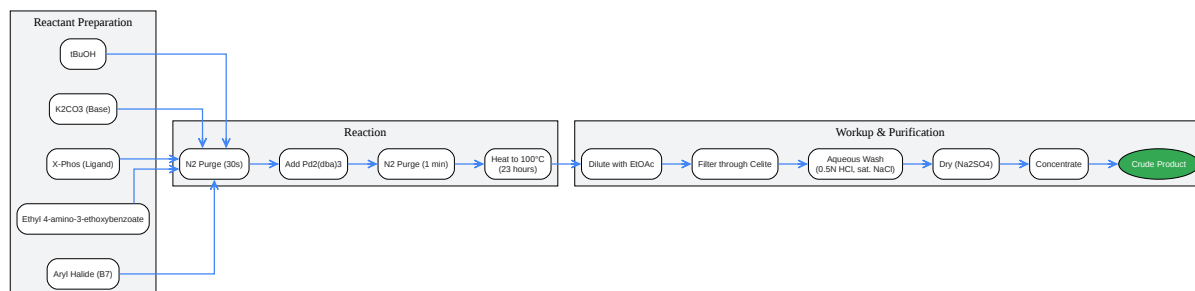 Reactant Preparation
tBuOH
K2CO3 (Base)
X-Phos (Ligand)
Ethyl 4-amino-3-ethoxybenzoate
Aryl Halide (B7)
Reaction
N2 Purge (30s)
Add Pd2(dba)3
N2 Purge (1 min)
Heat to 100°C
(23 hours)
Workup & Purification
Dilute with EtOAc
Filter through Celite
Aqueous Wash
(0.5N HCl, sat. NaCl)
Dry (Na2SO4)
Concentrate
Crude Product